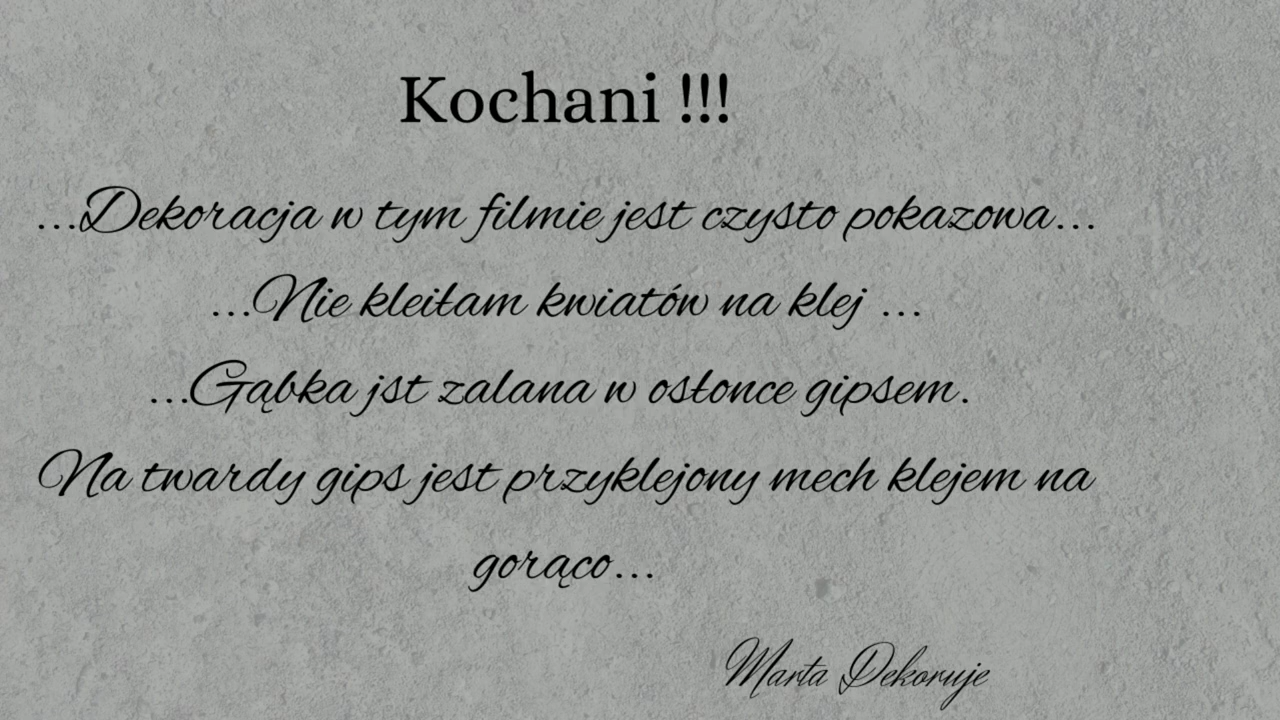 Kochani !!!
...Dekoracja w tym filmie jest czysto pokazowa...
...Nie kleiłam kwiatów na klej ...
...Gąbka jst zalana w osłonce gipsem.
Na twardy gips jest przyklejony mech klejem na
gorąco...
Marta Dekoruje